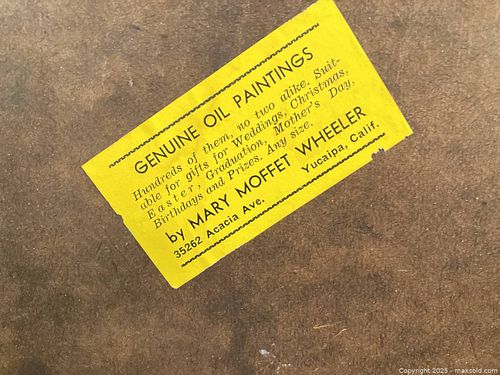 GENUINE OIL PAINTINGS
Hundreds of them, no two alike. Suit-
able for gifts for Weddings, Christmas,
Easter, Graduation, Mother's Day,
Birthdays and Prizes. Any size.
by MARY MOFFET WHEELER
35262 Acacia Ave. Yucaipa, Calif.
Copyright 2025 - maxsold.com